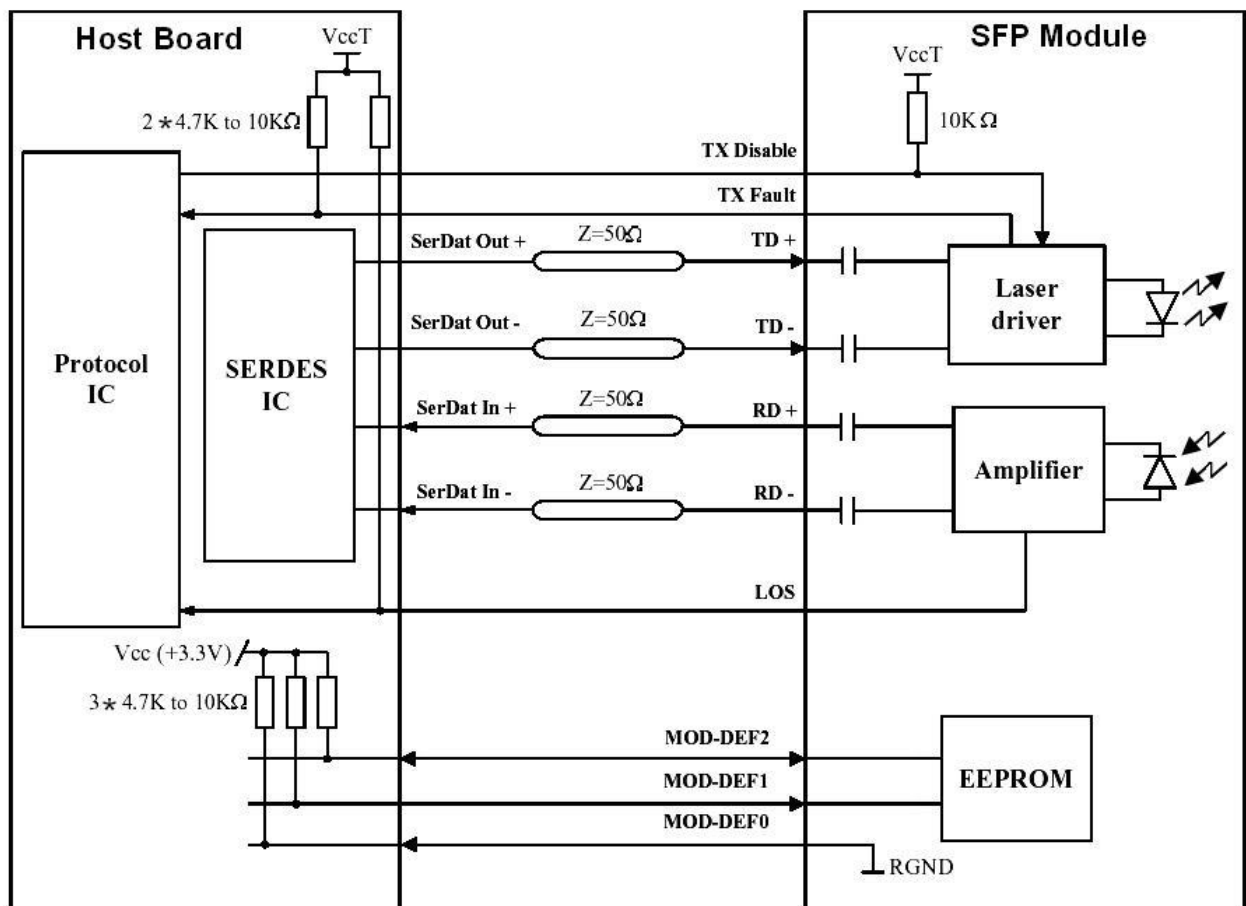 Host Board
SFP Module
VccT
VccT
2*4.7K to 10KΩ
10KΩ
TX Disable
TX Fault
SerDat Out +
Z=50Ω
TD +
Laser
driver
SerDat Out -
Z=50Ω
TD -
Protocol
IC
SERDES
IC
SerDat In +
Z=50Ω
RD +
Amplifier
SerDat In -
Z=50Ω
RD -
LOS
Vcc (+3.3V)
3* 4.7K to 10KΩ
MOD-DEF2
MOD-DEF1
MOD-DEF0
EEPROM
RGND